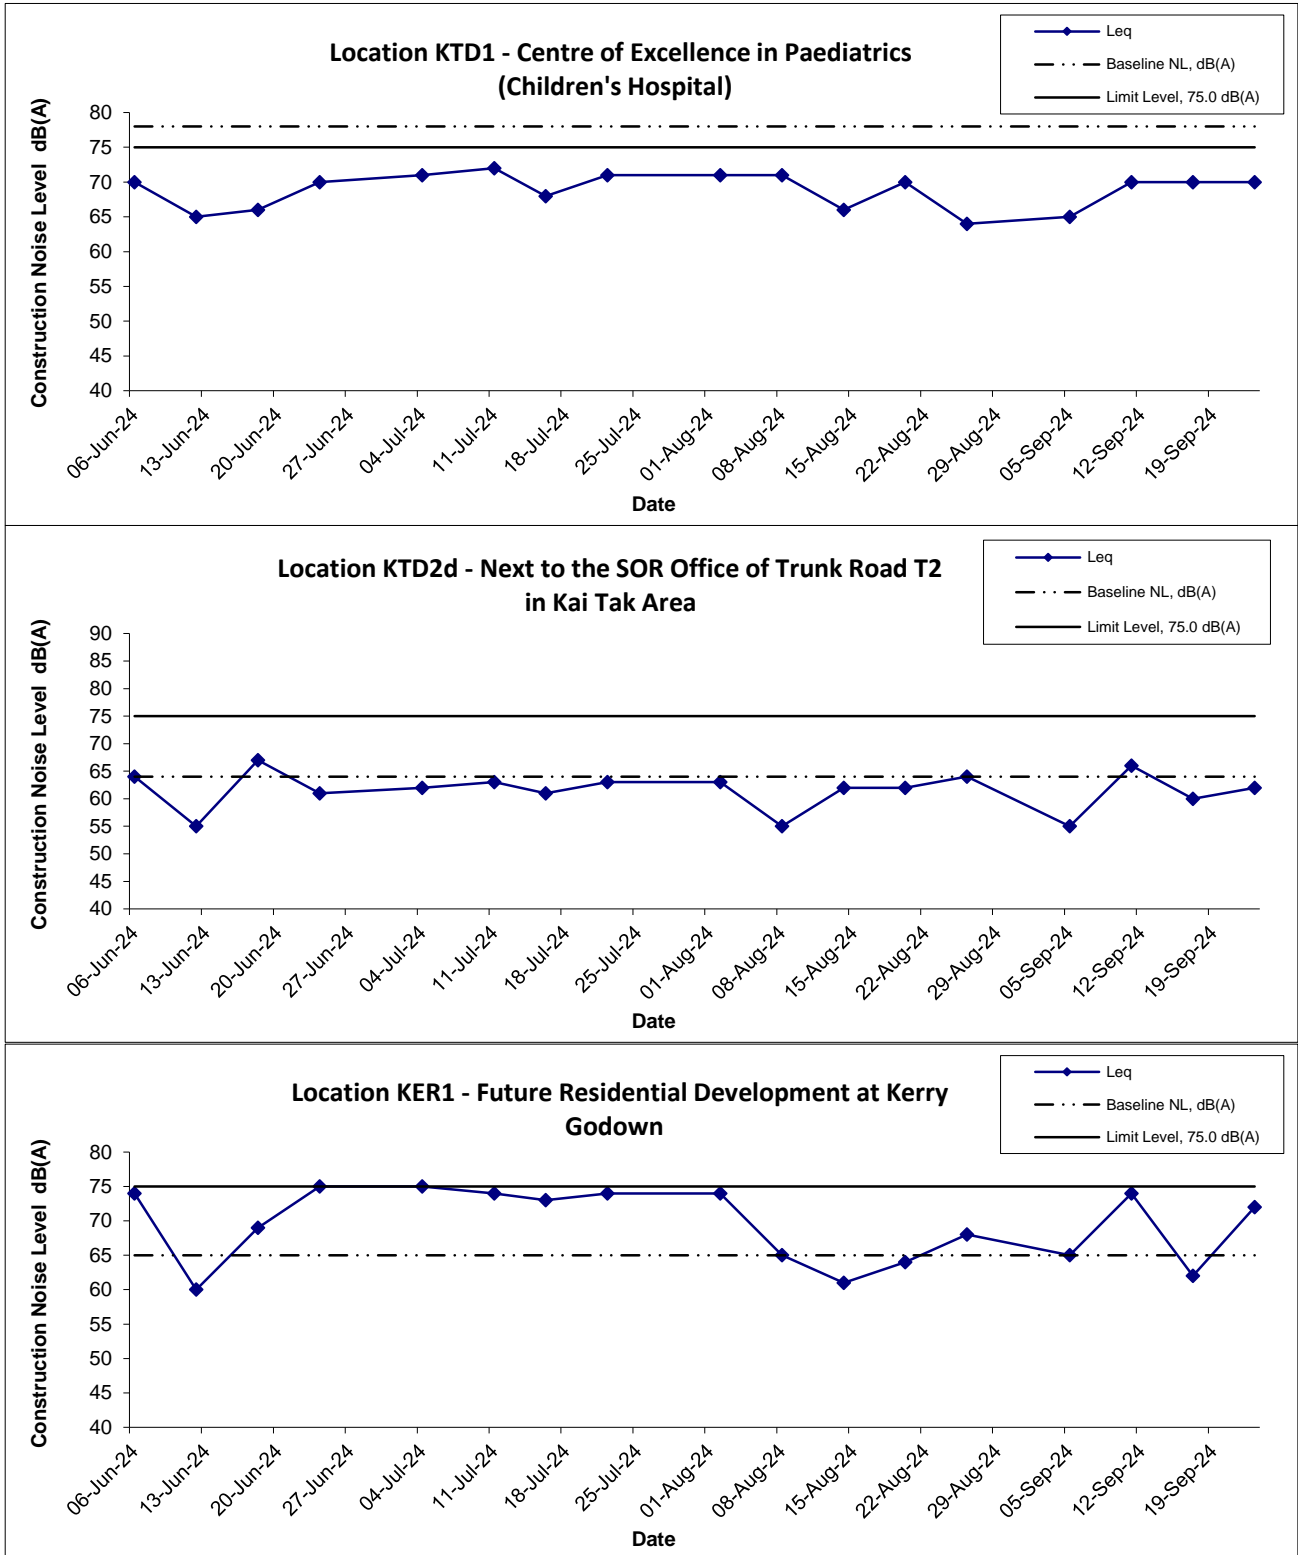 Location KTD1 - Centre of Excellence in Paediatrics
(Children's Hospital)
Leq
Baseline NL, dB(A)
Limit Level, 75.0 dB(A)
Construction Noise Level dB(A)
80
75
70
65
60
55
50
45
40
06-Jun-24
13-Jun-24
20-Jun-24
27-Jun-24
04-Jul-24
11-Jul-24
18-Jul-24
25-Jul-24
01-Aug-24
08-Aug-24
15-Aug-24
22-Aug-24
29-Aug-24
05-Sep-24
12-Sep-24
19-Sep-24
Date
Location KTD2d - Next to the SOR Office of Trunk Road T2
in Kai Tak Area
Leq
Baseline NL, dB(A)
Limit Level, 75.0 dB(A)
Construction Noise Level dB(A)
90
85
80
75
70
65
60
55
50
45
40
06-Jun-24
13-Jun-24
20-Jun-24
27-Jun-24
04-Jul-24
11-Jul-24
18-Jul-24
25-Jul-24
01-Aug-24
08-Aug-24
15-Aug-24
22-Aug-24
29-Aug-24
05-Sep-24
12-Sep-24
19-Sep-24
Date
Location KER1 - Future Residential Development at Kerry
Godown
Leq
Baseline NL, dB(A)
Limit Level, 75.0 dB(A)
Construction Noise Level dB(A)
80
75
70
65
60
55
50
45
40
06-Jun-24
13-Jun-24
20-Jun-24
27-Jun-24
04-Jul-24
11-Jul-24
18-Jul-24
25-Jul-24
01-Aug-24
08-Aug-24
15-Aug-24
22-Aug-24
29-Aug-24
05-Sep-24
12-Sep-24
19-Sep-24
Date